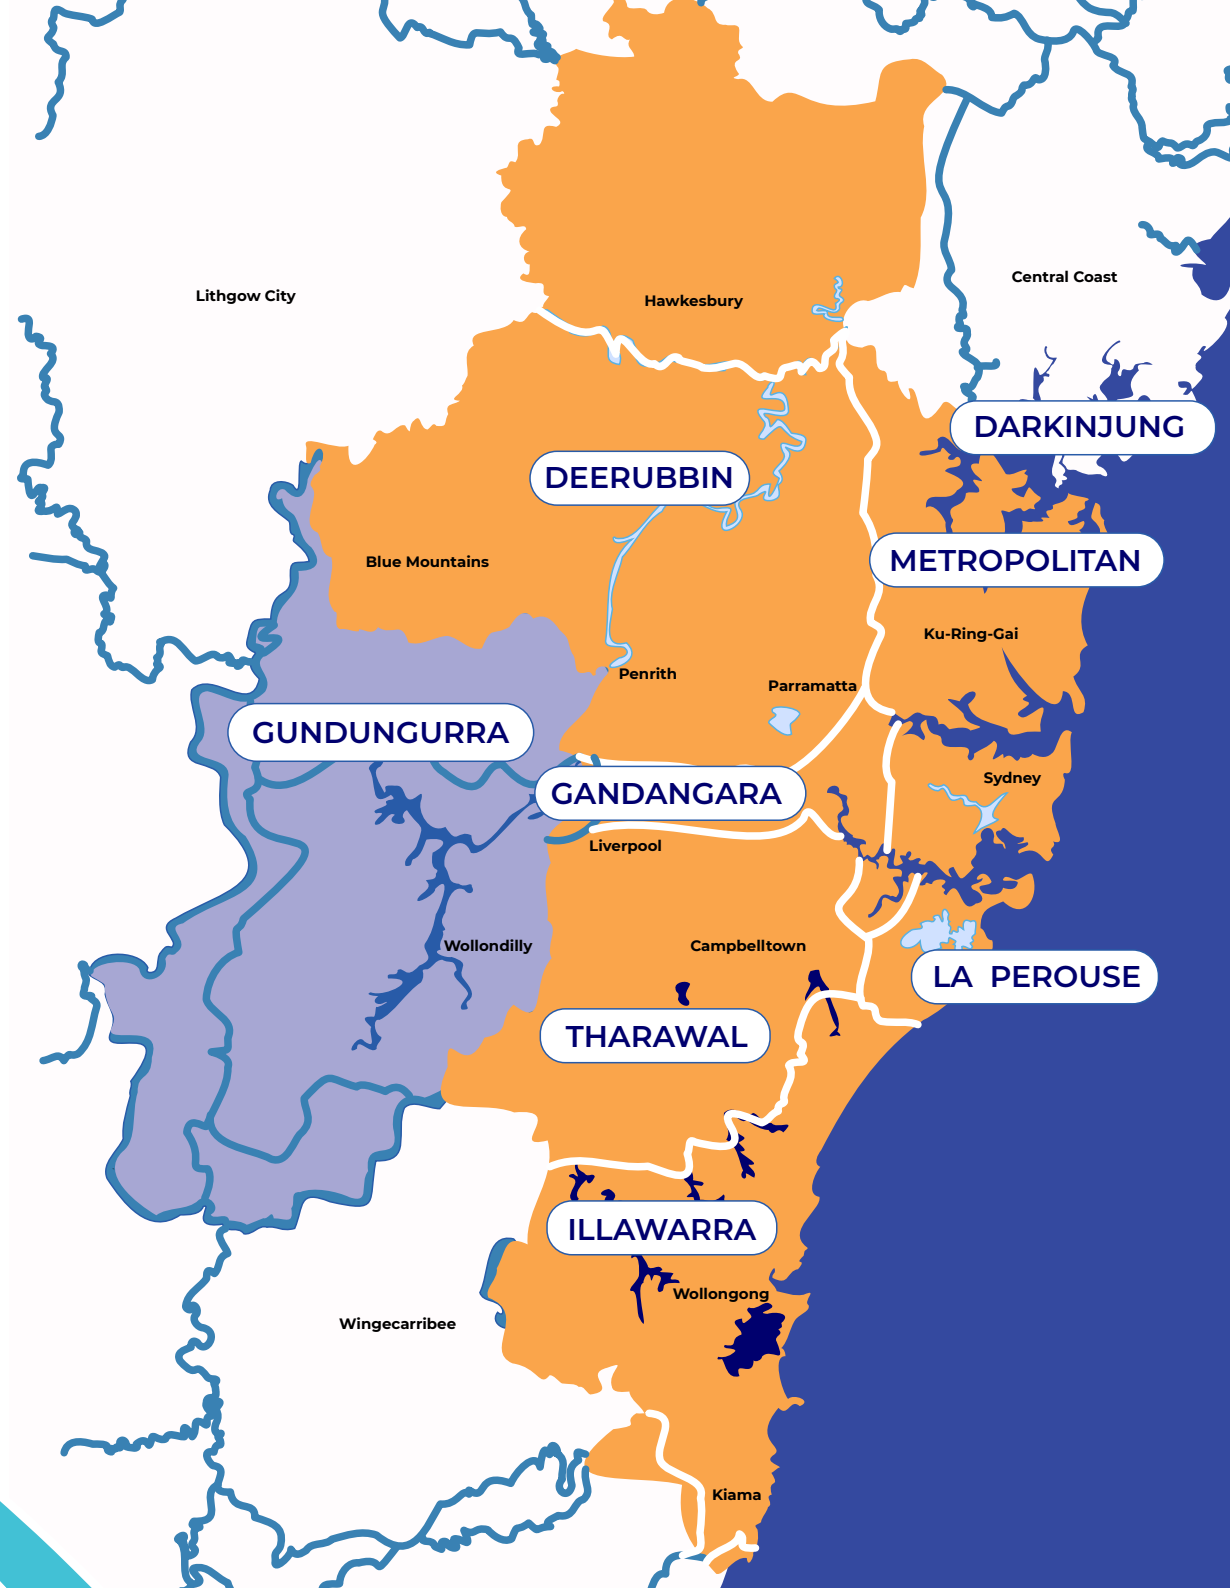 Central Coast
Lithgow City
Hawkesbury
DARKINJUNG
DEERUBBIN
METROPOLITAN
Blue Mountains
Ku-Ring-Gai
Penrith
Parramatta
GUNDUNGURRA
Sydney
GANDANGARA
Liverpool
Wollondilly
Campbelltown
LA PEROUSE
THARAWAL
ILLAWARRA
Wollongong
Wingecarribee
Kiama